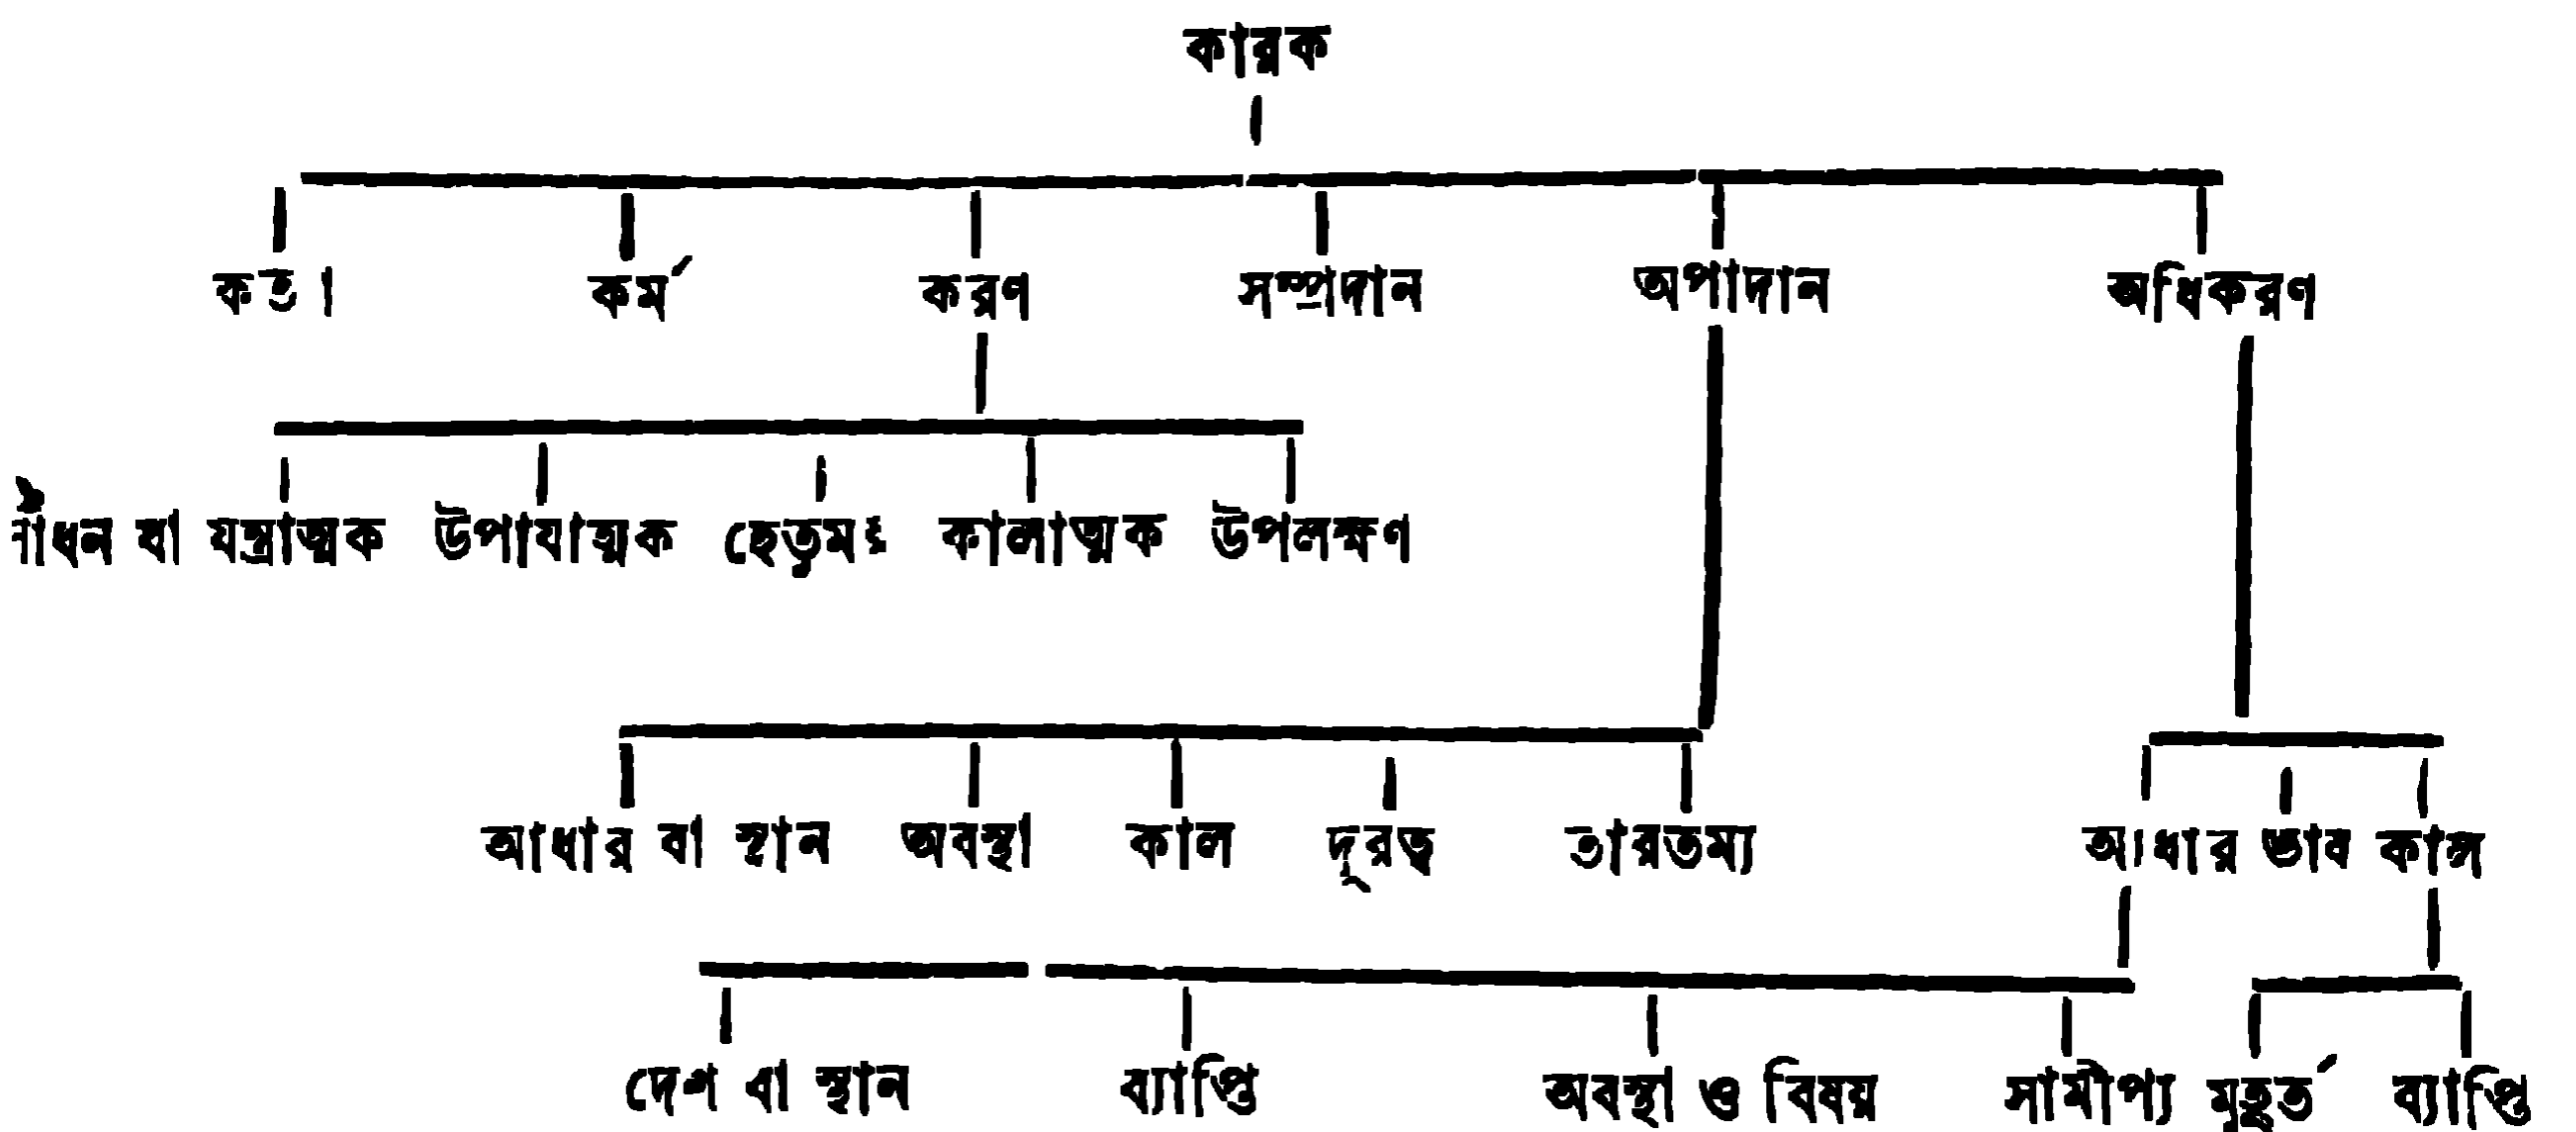 কারক
কর্তা কর্ম করণ সম্প্রদান অপাদান অধিকরণ
বা যন্ত্রাত্মক উপায়াত্মক হেতুময় কালাত্মক উপলক্ষণ
আধার বা স্থান অবস্থা কাল দূরত্ব তারতম্য আধার ভাব কাল
দেশ বা স্থান ব্যাপ্তি অবস্থা ও বিষয় সামীপ্য মুহূর্ত ব্যাপ্তি